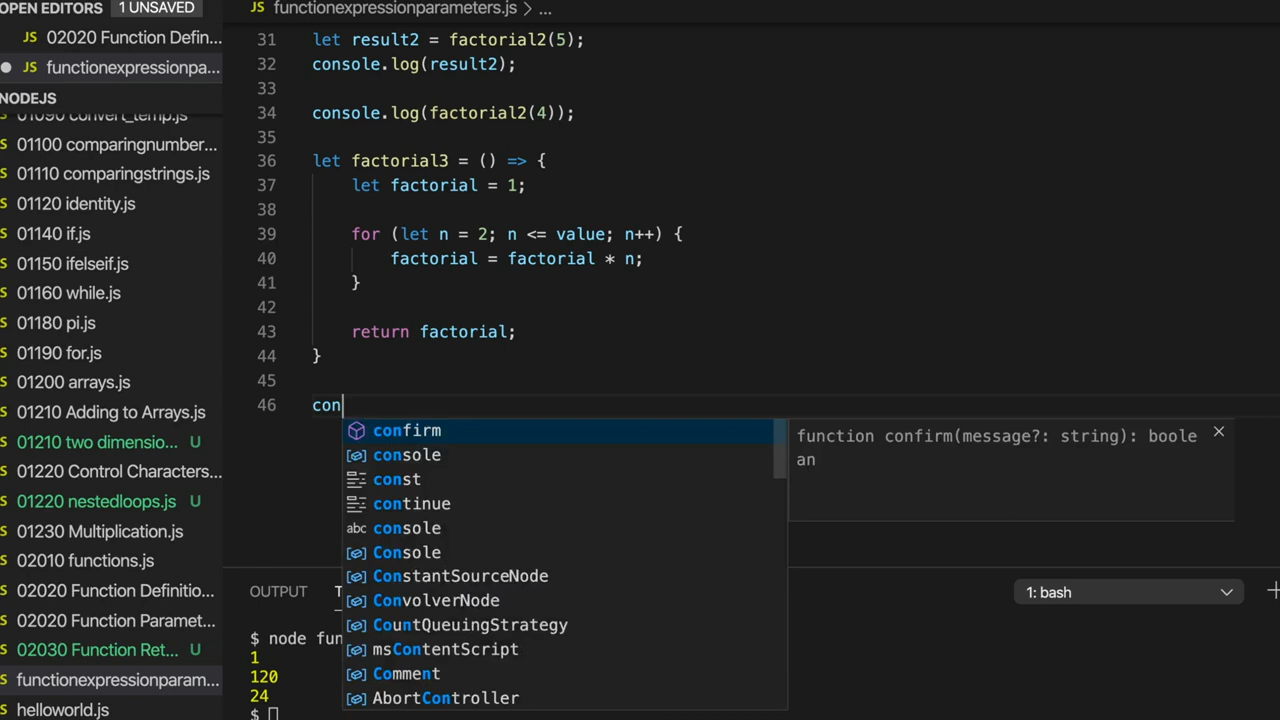 OPEN EDITORS 1 UNSAVED
JS 02020 Function Defin...
JS functionexpressionpa...
NODEJS
01090 convert_temp.js
S 01100 comparingnumber...
S 01110 comparingstrings.js
S 01120 identity.js
S 01140 if.js
S 01150 ifelseif.js
S 01160 while.js
S 01180 pi.js
S 01190 for.js
S 01200 arrays.js
S 01210 Adding to Arrays.js
S 01210 two dimensio... U
S 01220 Control Characters...
S 01220 nestedloops.js U
S 01230 Multiplication.js
S 02010 functions.js
S 02020 Function Definitio...
S 02020 Function Paramet...
S 02030 Function Ret... U
S functionexpressionparam...
S helloworld.js
JS functionexpressionparameters.js > ...
31 let result2 = factorial2(5);
32 console.log(result2);
33
34 console.log(factorial2(4));
35
36 let factorial3 = () => {
37 let factorial = 1;
38
39 for (let n = 2; n <= value; n++) {
40 factorial = factorial * n;
41 }
42
43 return factorial;
44 }
45
46 con
confirm
console
const
continue
abc console
Console
ConstantSourceNode
ConvolverNode
CountQueuingStrategy
msContentScript
Comment
AbortController
function confirm(message?: string): boole
an
OUTPUT T
1: bash
$ node fun
1
120
24
$